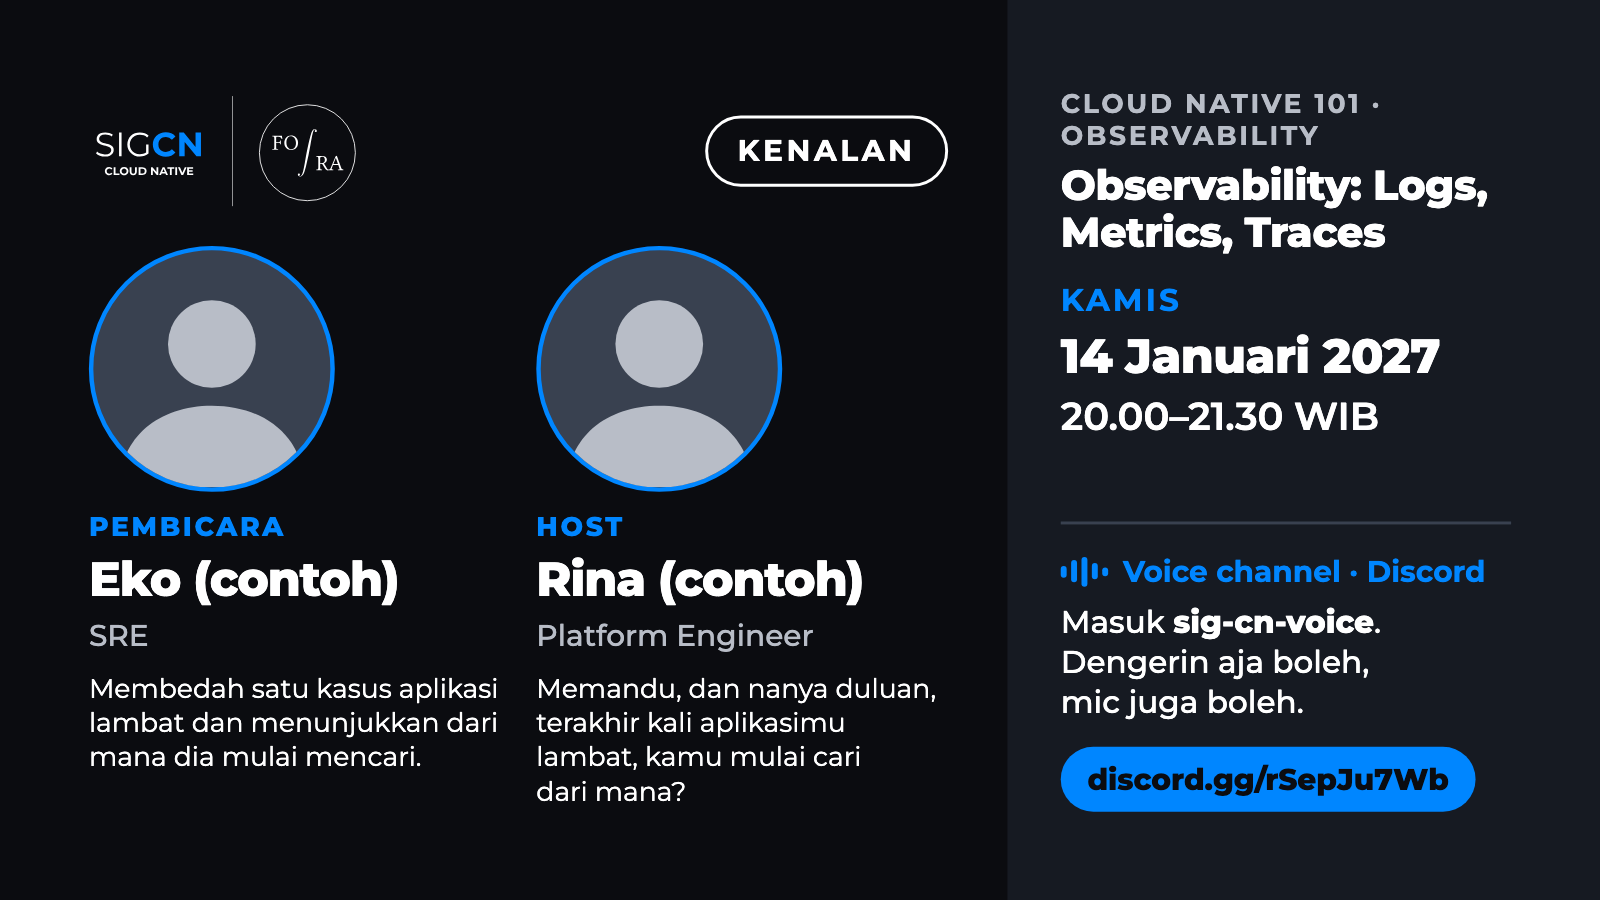 SIGCN
CLOUD NATIVE
FO
RA
KENALAN
PEMBICARA
Eko (contoh)
SRE
Membedah satu kasus aplikasi
lambat dan menunjukkan dari
mana dia mulai mencari.
HOST
Rina (contoh)
Platform Engineer
Memandu, dan nanya duluan,
terakhir kali aplikasimu
lambat, kamu mulai cari
dari mana?
CLOUD NATIVE 101 ·
OBSERVABILITY
Observability: Logs,
Metrics, Traces
KAMIS
14 Januari 2027
20.00–21.30 WIB
Voice channel · Discord
Masuk sig-cn-voice.
Dengerin aja boleh,
mic juga boleh.
discord.gg/rSepJu7Wb